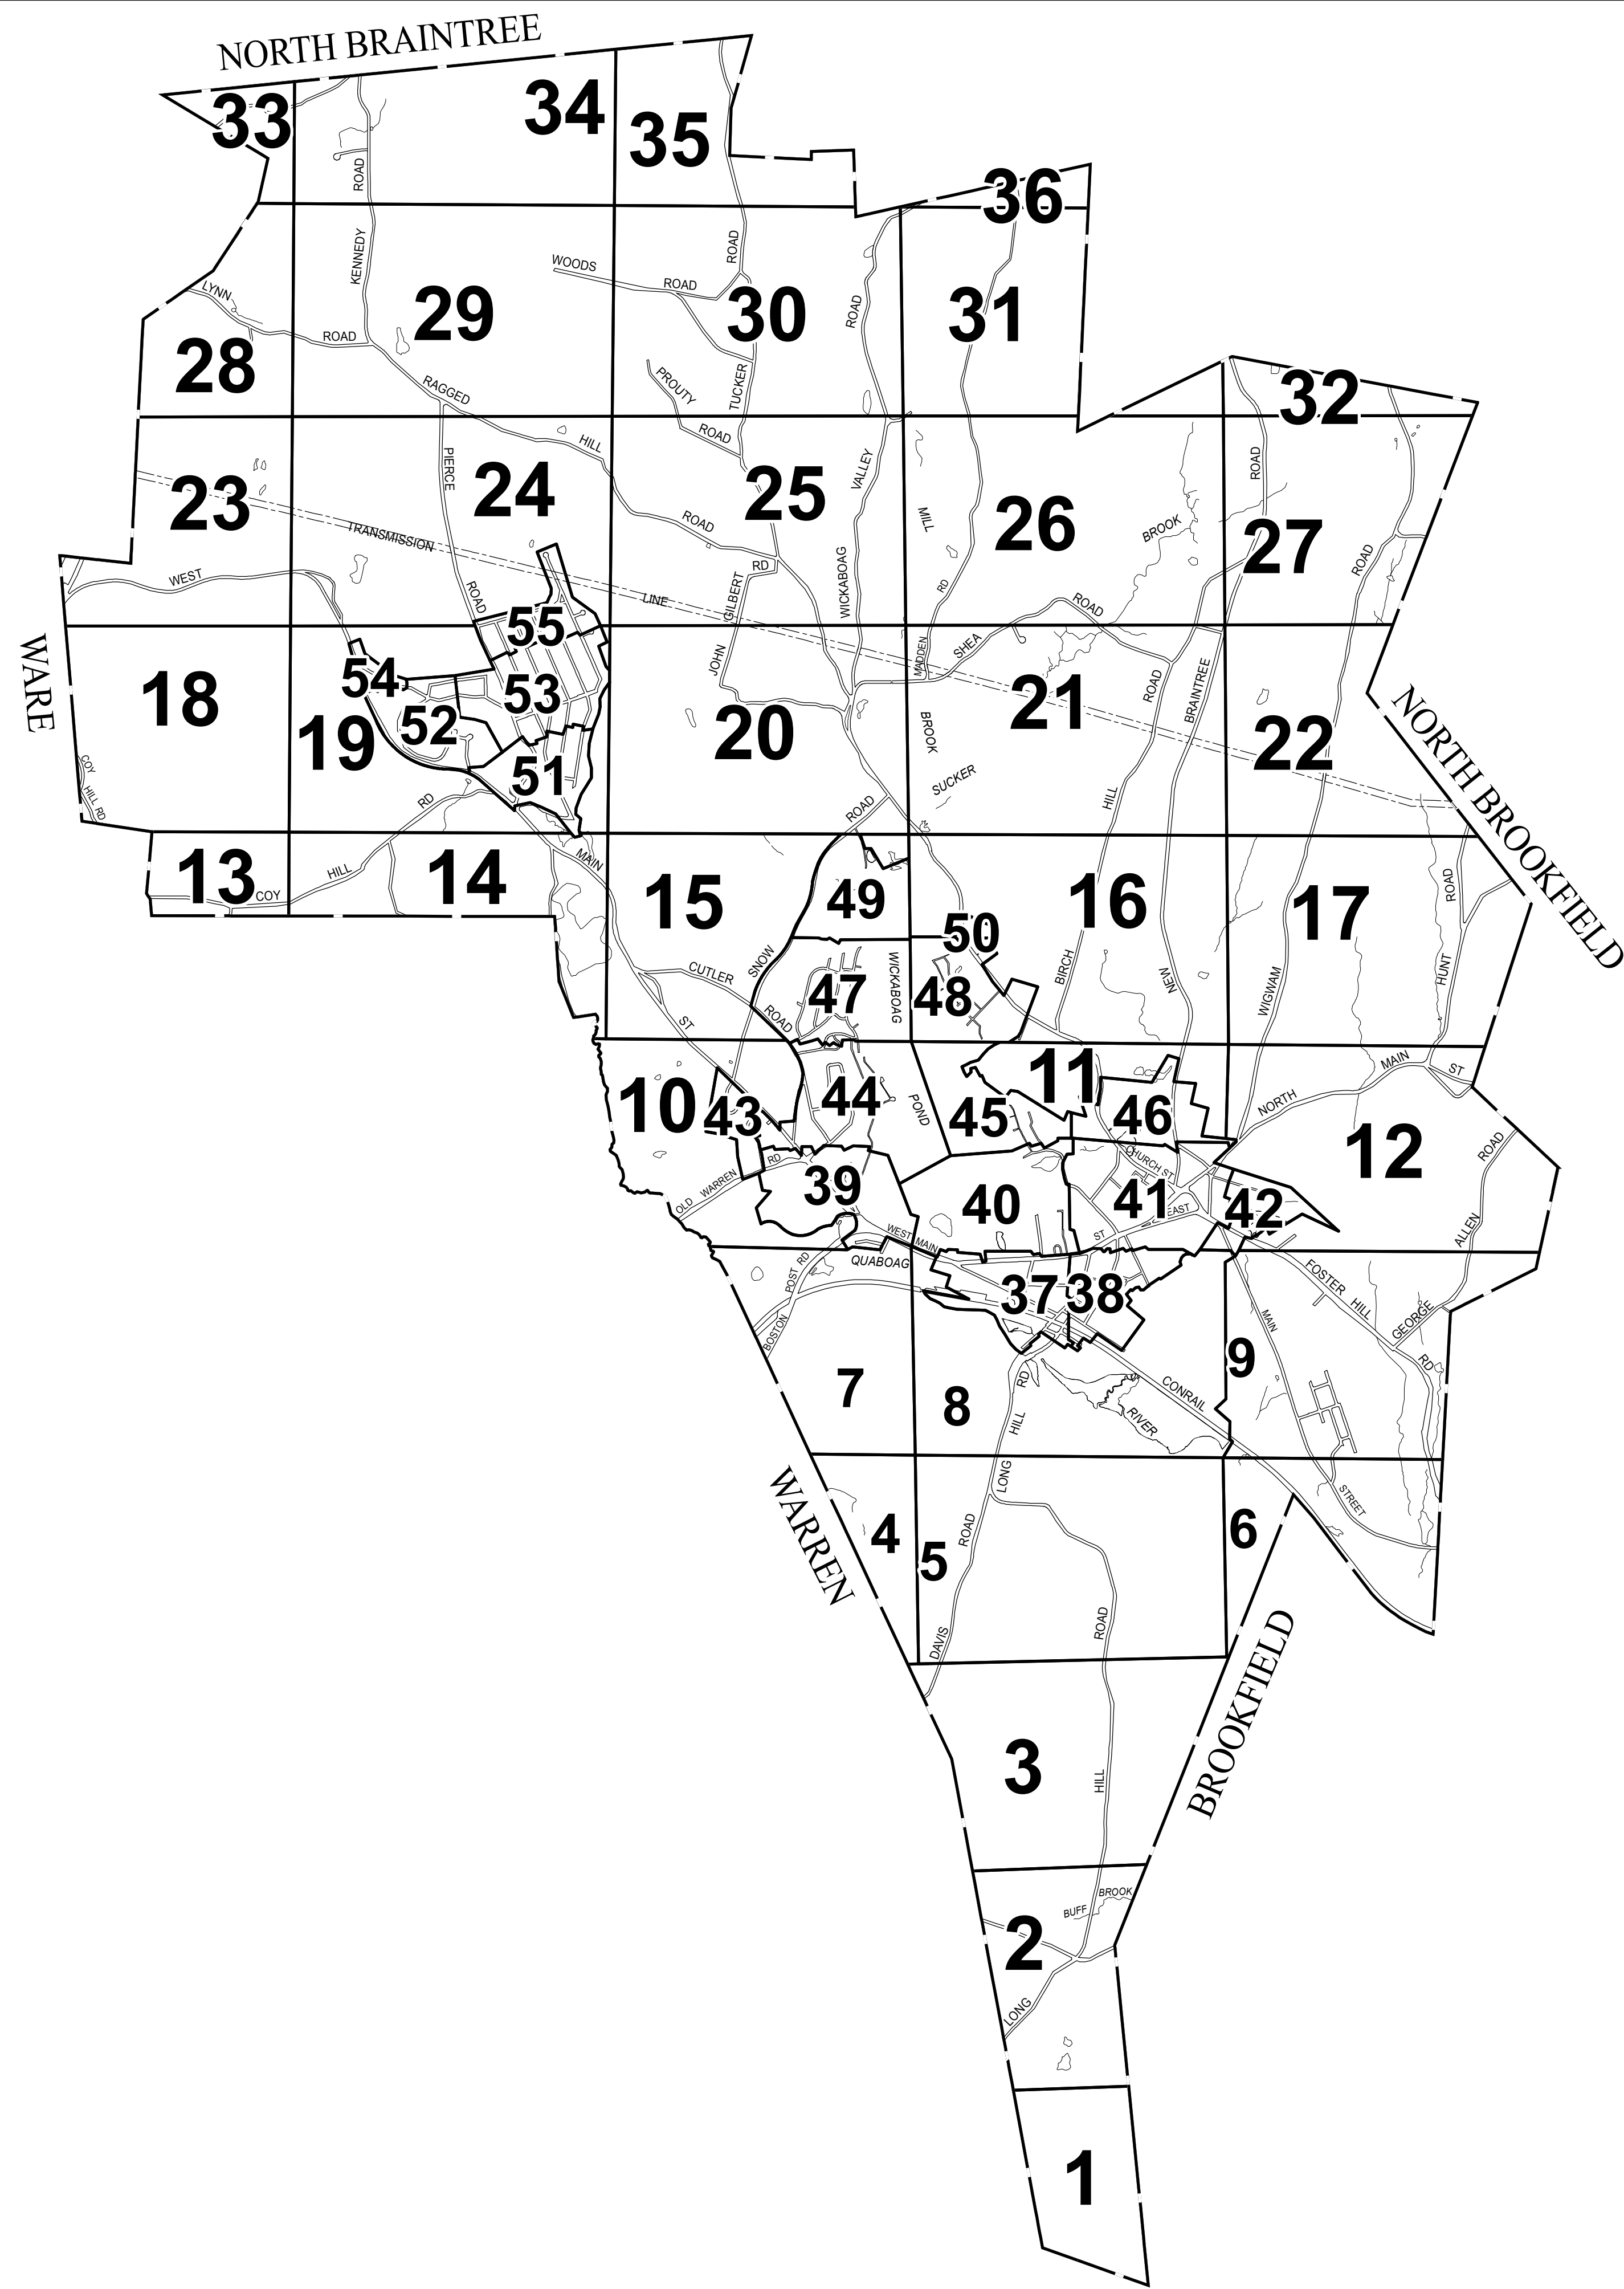 NORTH BRAINTREE
33
34
35
36
ROAD
KENNEDY
WOODS
ROAD
ROAD
29
30
31
ROAD
LYNN
ROAD
28
RAGGED
PROUTY
TUCKER
32
ROAD
HILL
PIERCE
24
25
VALLEY
ROAD
23
26
MILL
BROOK
27
ROAD
TRANSMISSION
ROAD
WEST
RD
WICKABOAG
ROAD
LINE
GILBERT
RD
ROAD
55
WARE
18
54
53
JOHN
MADDEN
SHEA
21
ROAD
BRAINTREE
NORTH BROOKFIELD
52
19
20
BROOK
22
51
SUCKER
HILL
COY
HILL RD
RD
ROAD
13
COY
HILL
14
MAIN
15
49
16
17
ROAD
50
SNOW
CUTLER
47
WICKABOAG
48
BIRCH
NEW
WIGWAM
HUNT
ST
ROAD
10
43
44
POND
45
11
46
NORTH
MAIN
ST
12
ROAD
OLD
WARREN
RD
39
40
CHURCH ST
41
EAST
42
ALLEN
WEST
MAIN
ST
QUABOAG
POST
RD
BOSTON
37
38
FOSTER
HILL
GEORGE
RD
MAIN
7
8
9
RD
HILL
CONRAIL
RIVER
WARREN
LONG
4
5
ROAD
6
STREET
DAVIS
ROAD
BROOKFIELD
3
HILL
BROOK
BUFF
2
LONG
1